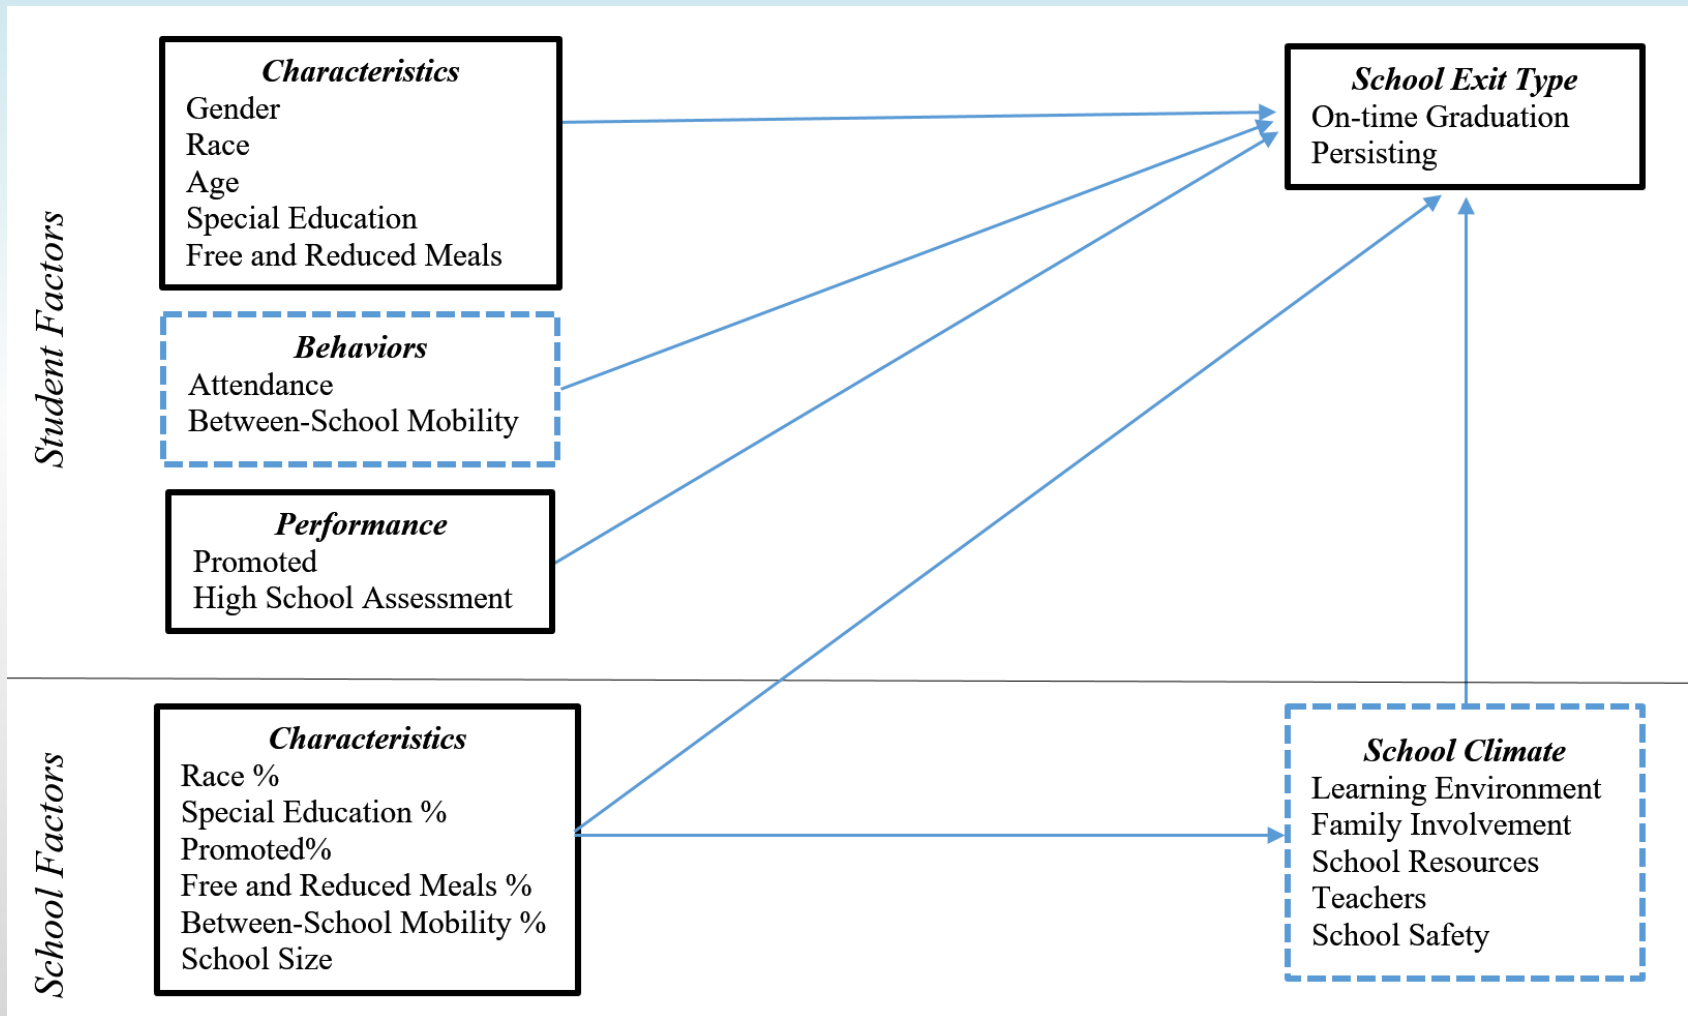 Student Factors
Characteristics
Gender
Race
Age
Special Education
Free and Reduced Meals
Behaviors
Attendance
Between-School Mobility
Performance
Promoted
High School Assessment
School Exit Type
On-time Graduation
Persisting
School Factors
Characteristics
Race %
Special Education %
Promoted%
Free and Reduced Meals %
Between-School Mobility %
School Size
School Climate
Learning Environment
Family Involvement
School Resources
Teachers
School Safety